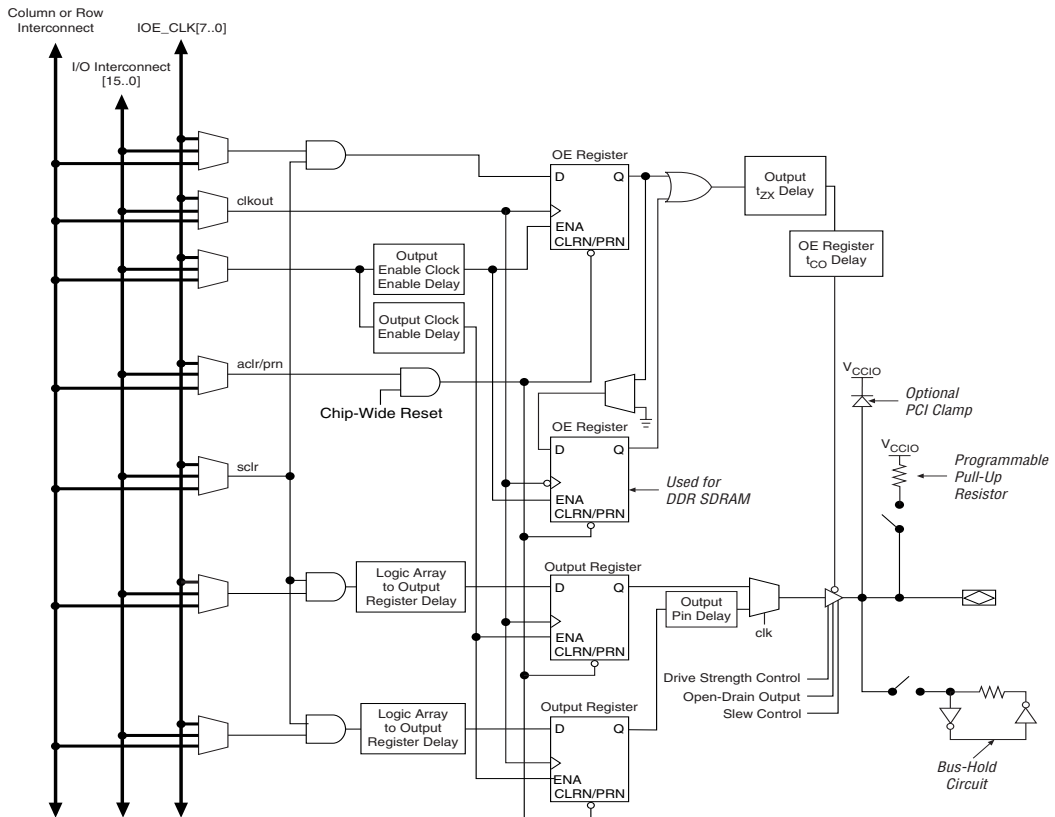 Column or Row
Interconnect
IOE_CLK[7..0]
I/O Interconnect
[15..0]
OE Register
D
Q
ENA
CLRN/PRN
Output
tZX Delay
OE Register
tCO Delay
clkout
Output
Enable Clock
Enable Delay
Output Clock
Enable Delay
aclr/prn
Chip-Wide Reset
VCCIO
Optional
PCI Clamp
OE Register
D
Q
ENA
CLRN/PRN
Used for
DDR SDRAM
sclr
VCCIO
Programmable
Pull-Up
Resistor
Logic Array
to Output
Register Delay
Output Register
D
Q
ENA
CLRN/PRN
Output
Pin Delay
clk
Drive Strength Control
Open-Drain Output
Slew Control
Logic Array
to Output
Register Delay
Output Register
D
Q
ENA
CLRN/PRN
Bus-Hold
Circuit